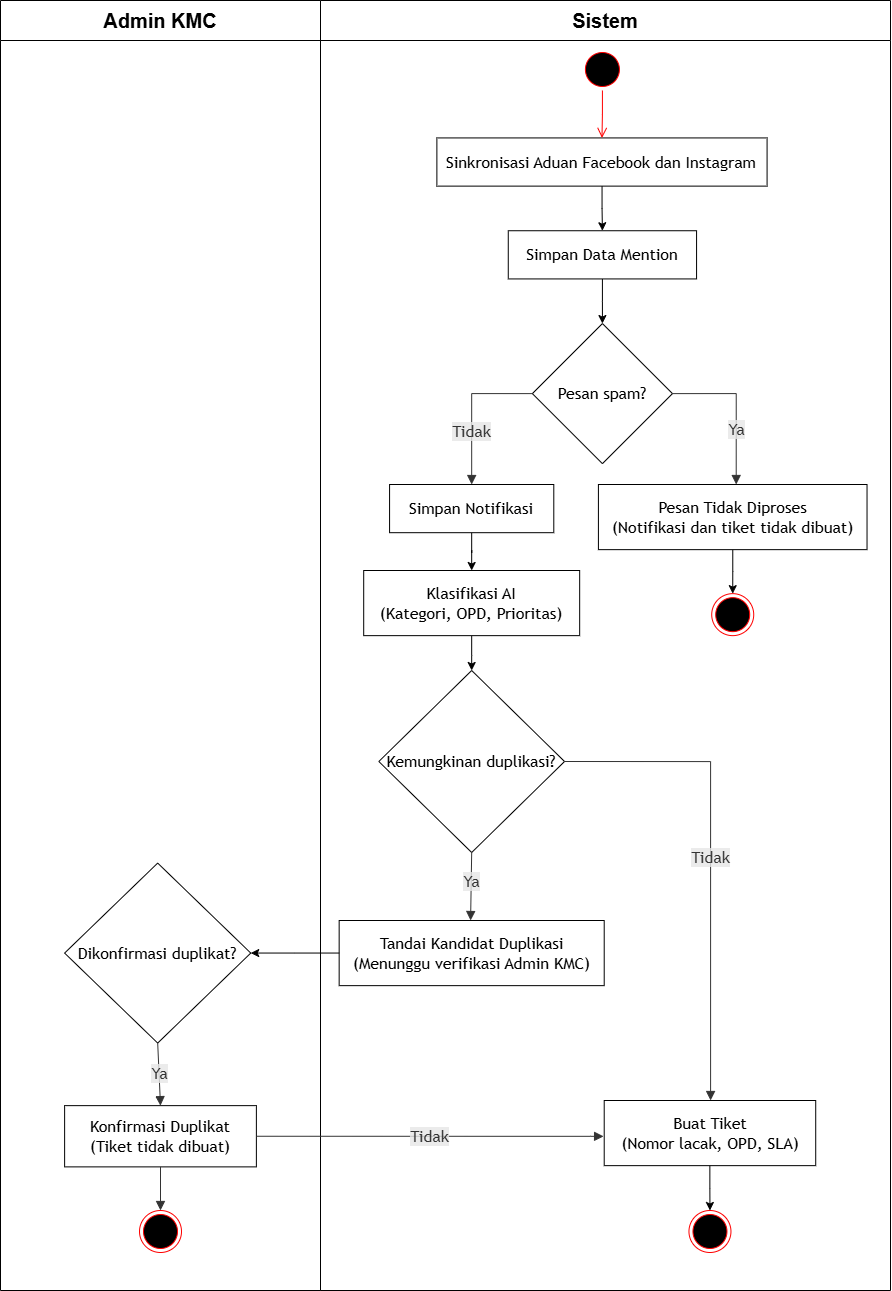 Admin KMC
Sistem
Sinkronisasi Aduan Facebook dan Instagram
Simpan Data Mention
Pesan spam?
Tidak
Ya
Simpan Notifikasi
Pesan Tidak Diproses
(Notifikasi dan tiket tidak dibuat)
Klasifikasi AI
(Kategori, OPD, Prioritas)
Kemungkinan duplikasi?
Tidak
Ya
Tandai Kandidat Duplikasi
(Menunggu verifikasi Admin KMC)
Dikonfirmasi duplikat?
Ya
Konfirmasi Duplikat
(Tiket tidak dibuat)
Tidak
Buat Tiket
(Nomor lacak, OPD, SLA)